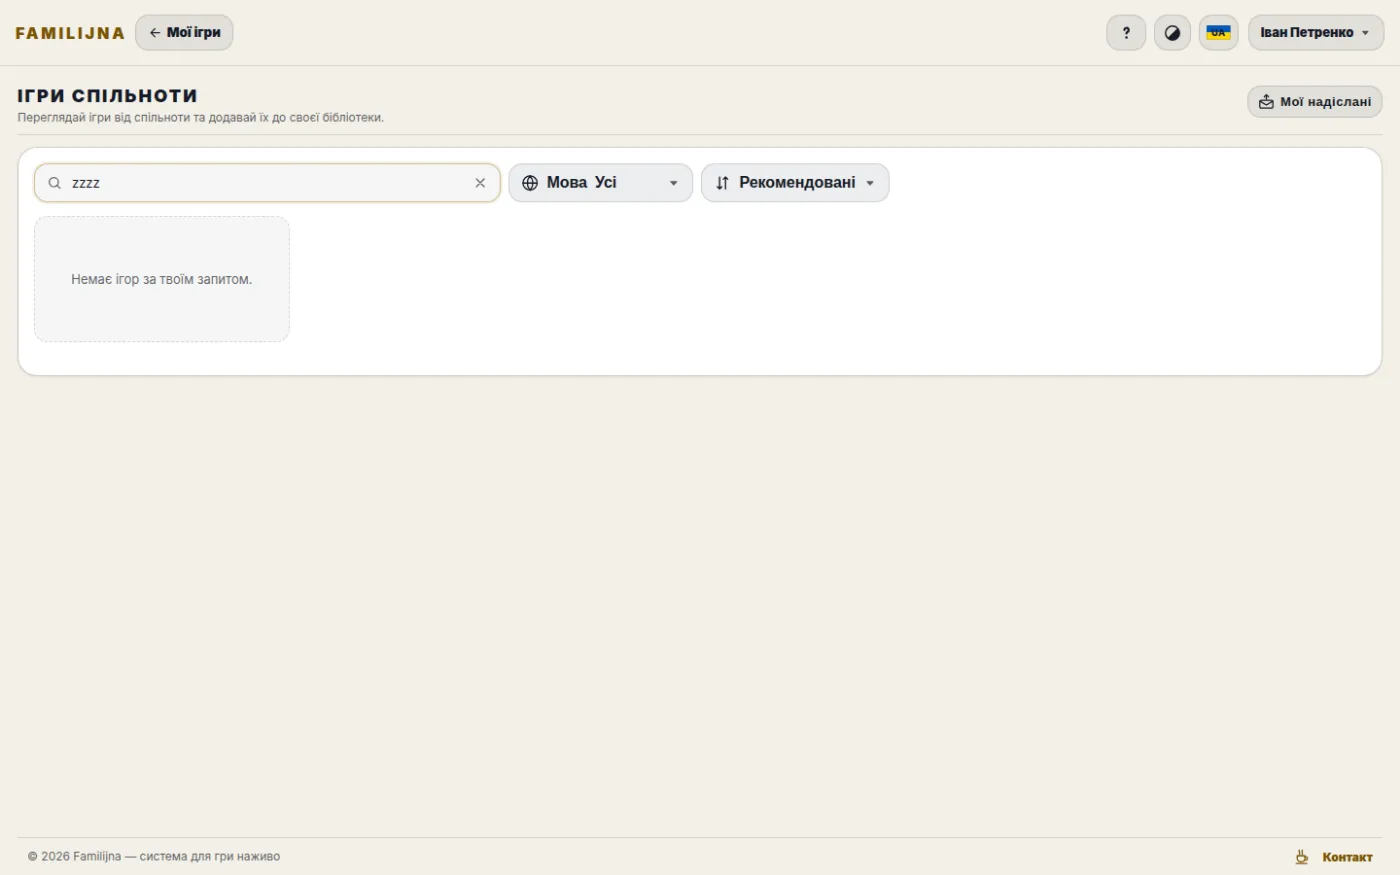 FAMILIJNA
← Мої ігри
?
UA
Іван Петренко
ІГРИ СПІЛЬНОТИ
Переглядай ігри від спільноти та додавай їх до своєї бібліотеки.
Мої надіслані
zzzz
Мова Усі
Рекомендовані
Немає ігор за твоїм запитом.
© 2026 Familijna — система для гри наживо
Контакт